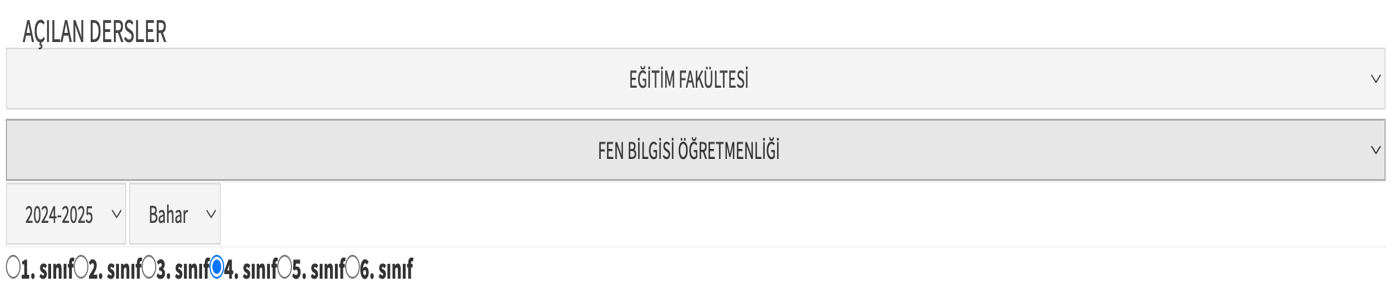 AÇILAN DERSLER
EĞİTİM FAKÜLTESİ
FEN BİLGİSİ ÖĞRETMENLİĞİ
2024-2025 Bahar
1. sınıf 2. sınıf 3. sınıf 4. sınıf 5. sınıf 6. sınıf